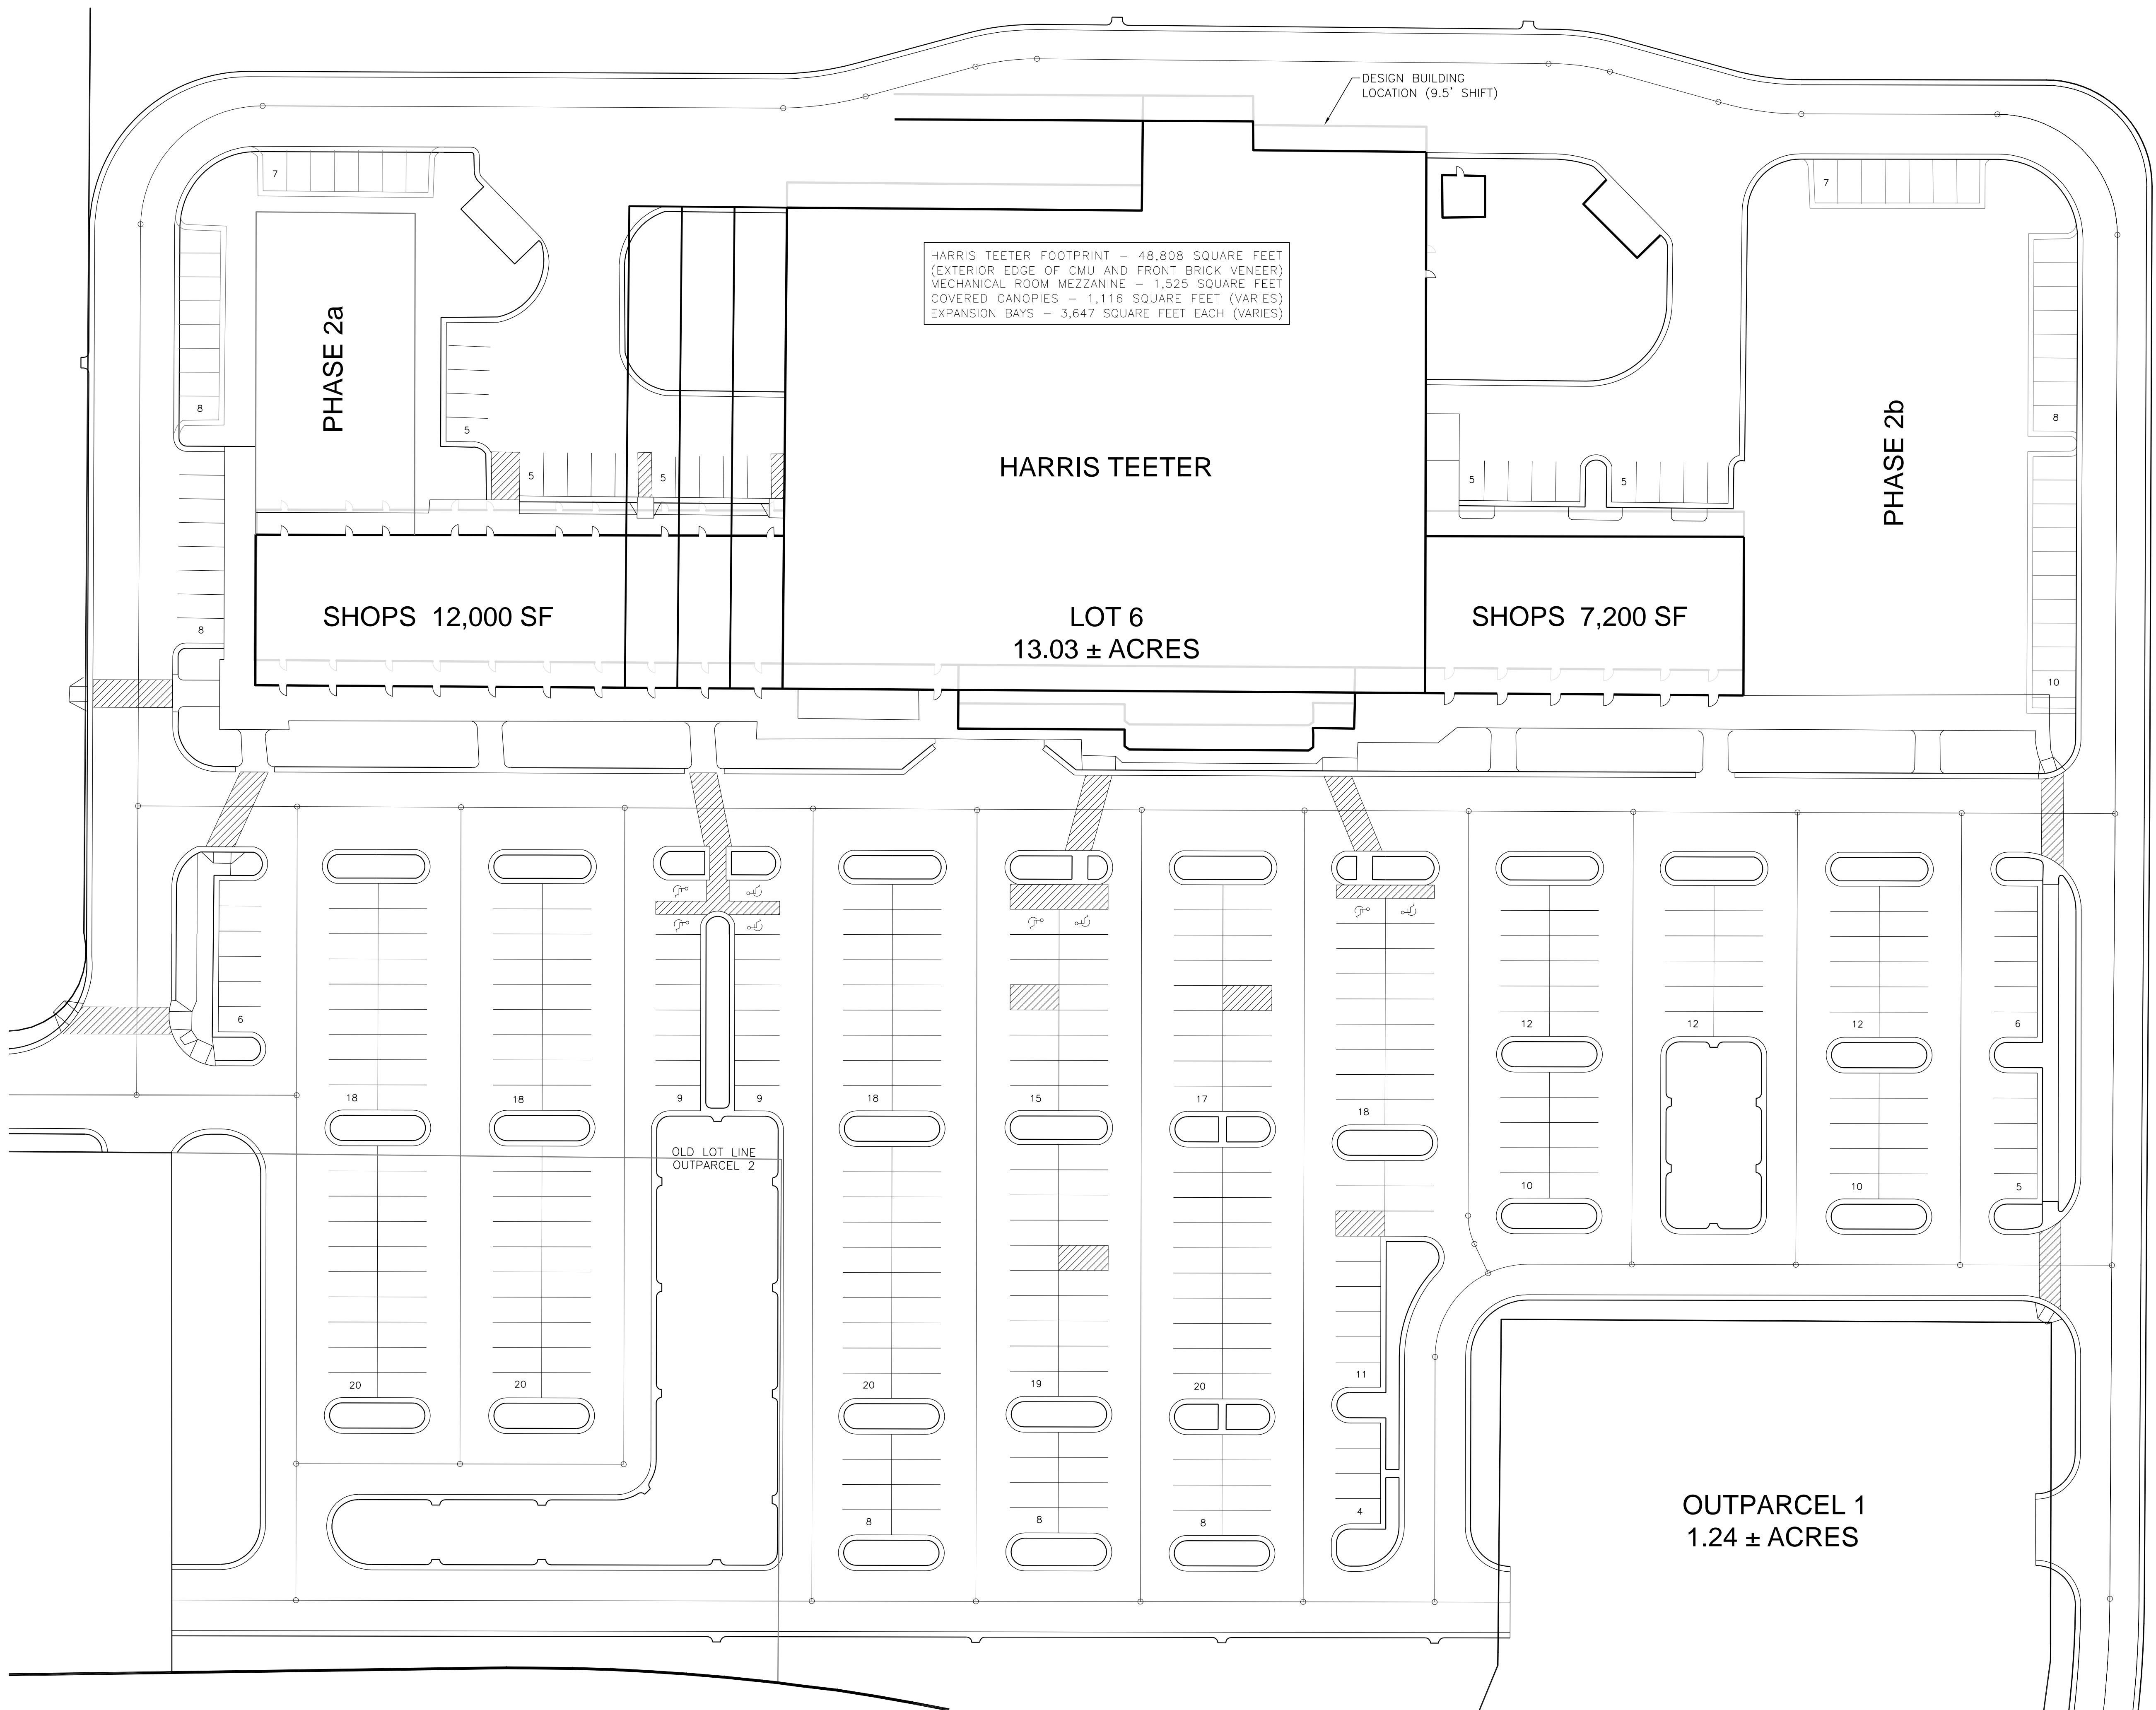 DESIGN BUILDING
LOCATION (9.5' SHIFT)
7
7
HARRIS TEETER FOOTPRINT – 48,808 SQUARE FEET
(EXTERIOR EDGE OF CMU AND FRONT BRICK VENEER)
MECHANICAL ROOM MEZZANINE – 1,525 SQUARE FEET
COVERED CANOPIES – 1,116 SQUARE FEET (VARIES)
EXPANSION BAYS – 3,647 SQUARE FEET EACH (VARIES)
PHASE 2a
8
5
8
PHASE 2b
HARRIS TEETER
5
5
5
5
SHOPS 12,000 SF
LOT 6
13.03 ± ACRES
SHOPS 7,200 SF
8
10
6
12
12
12
6
18
18
9
9
18
15
17
18
OLD LOT LINE
OUTPARCEL 2
10
10
5
20
20
20
19
20
11
8
8
8
4
OUTPARCEL 1
1.24 ± ACRES